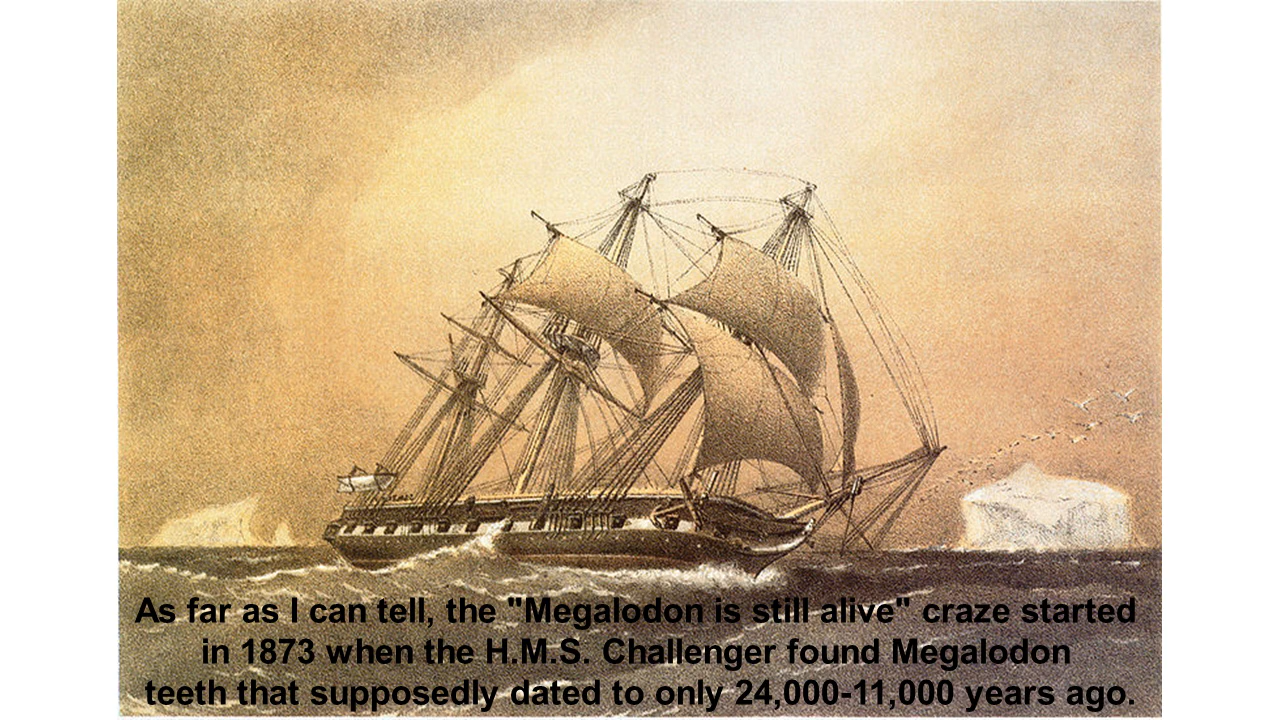 As far as I can tell, the "Megalodon is still alive" craze started
in 1873 when the H.M.S. Challenger found Megalodon
teeth that supposedly dated to only 24,000-11,000 years ago.